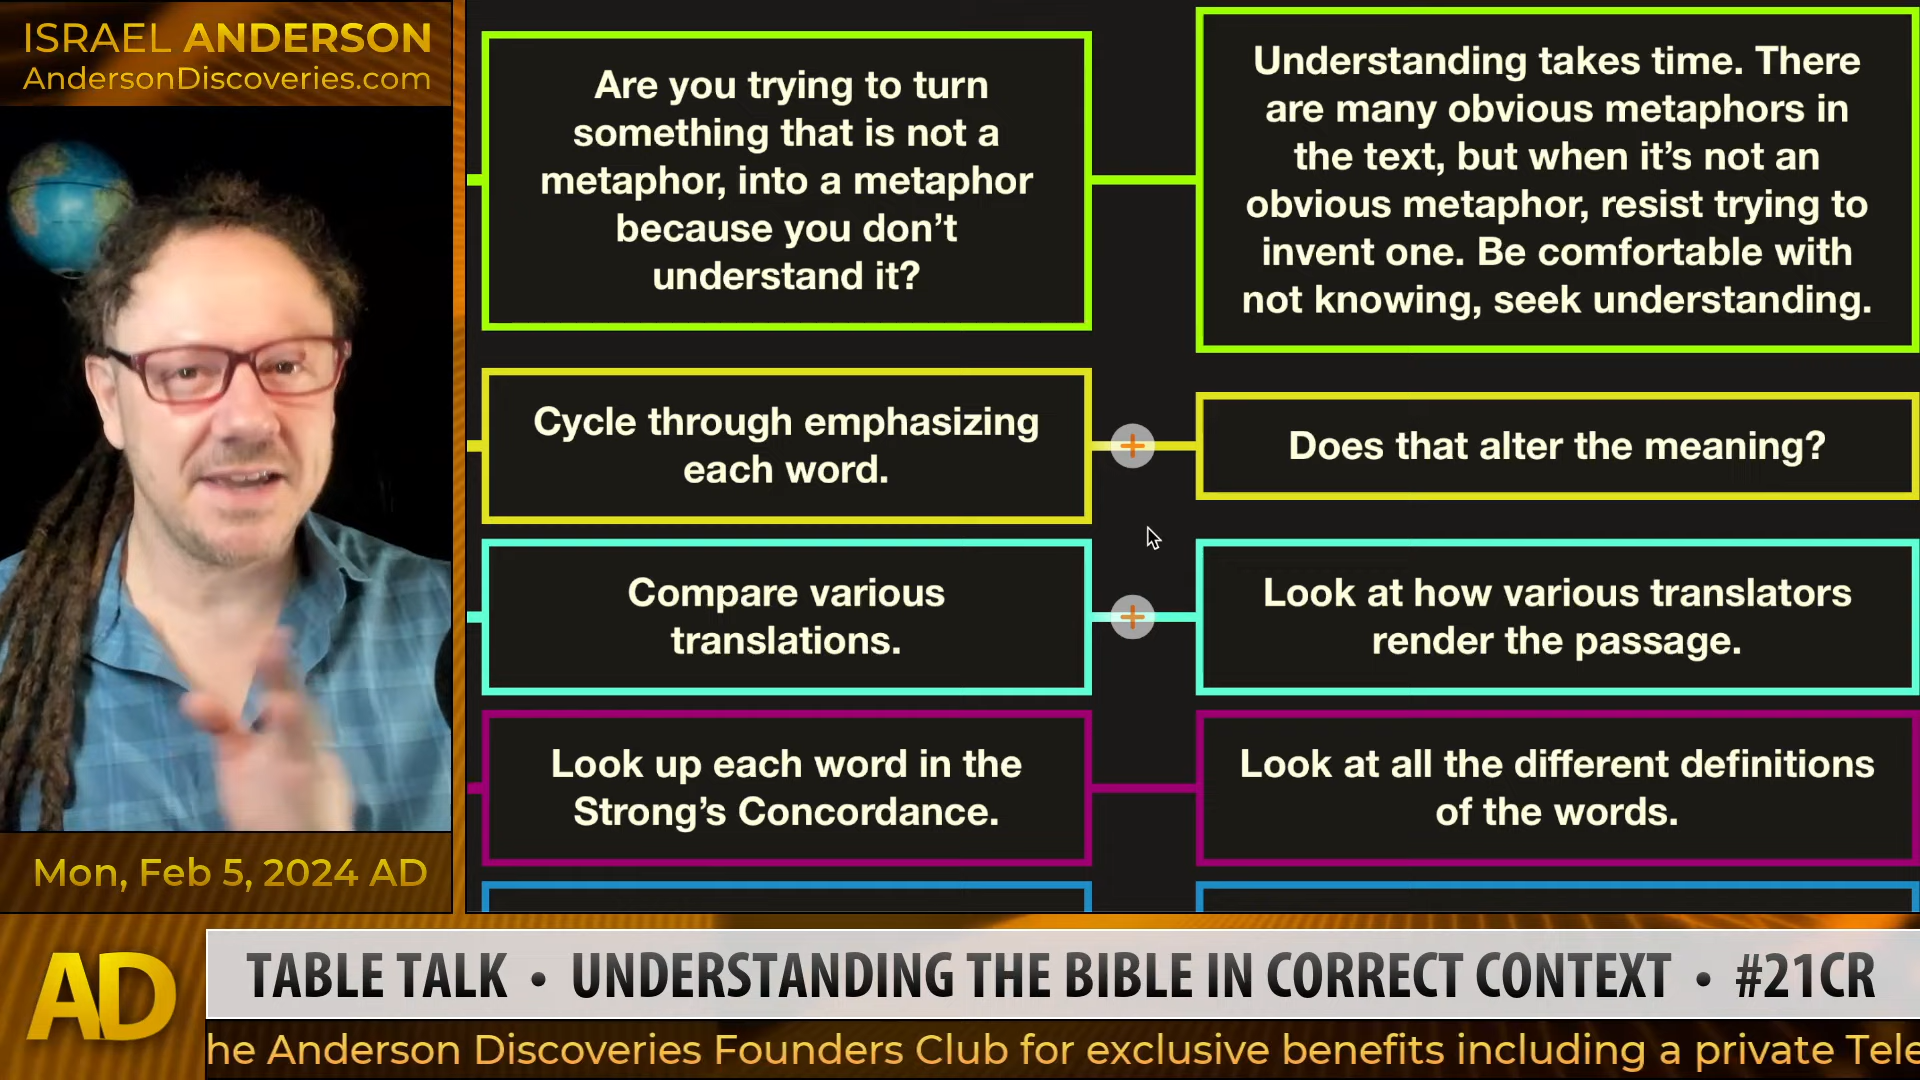 ISRAEL ANDERSON
AndersonDiscoveries.com
Are you trying to turn
something that is not a
metaphor, into a metaphor
because you don’t
understand it?
Understanding takes time. There
are many obvious metaphors in
the text, but when it’s not an
obvious metaphor, resist trying to
invent one. Be comfortable with
not knowing, seek understanding.
Cycle through emphasizing
each word.
Does that alter the meaning?
Compare various
translations.
Look at how various translators
render the passage.
Look up each word in the
Strong’s Concordance.
Look at all the different definitions
of the words.
Mon, Feb 5, 2024 AD
AD
TABLE TALK • UNDERSTANDING THE BIBLE IN CORRECT CONTEXT • #21CR
he Anderson Discoveries Founders Club for exclusive benefits including a private Tele